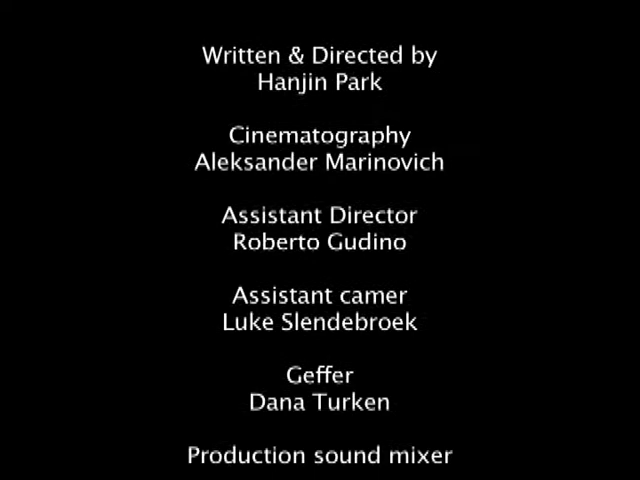 Written & Directed by
Hanjin Park
Cinematography
Aleksander Marinovich
Assistant Director
Roberto Gudino
Assistant camer
Luke Slendebroek
Geffer
Dana Turken
Production sound mixer